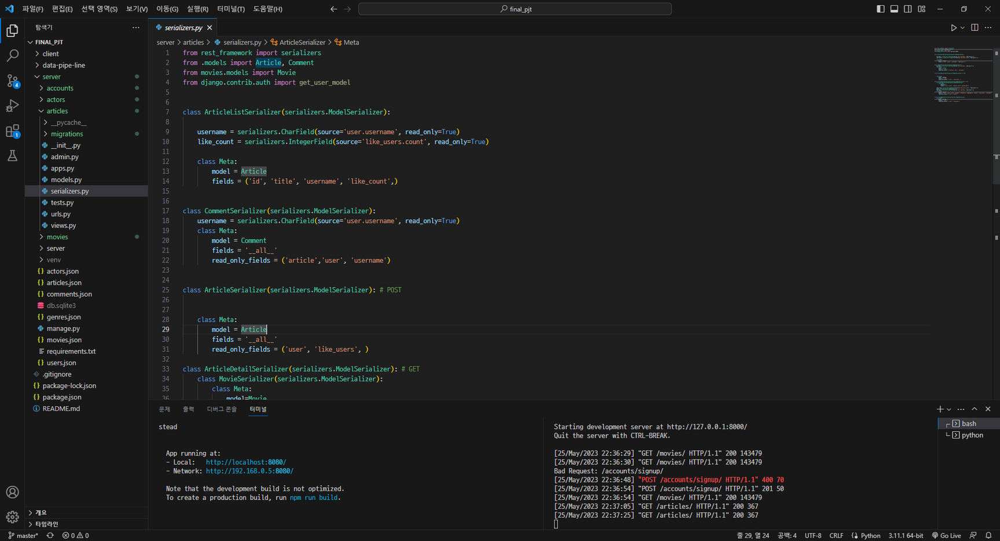 파일(F) 편집(E) 선택 영역(S) 보기(V) 이동(G) 실행(R) 터미널(T) 도움말(H)
final_pjt
탐색기
FINAL_PJT
client
data-pipe-line
server
accounts
actors
articles
__pycache__
migrations
__init__.py
admin.py
apps.py
models.py
serializers.py
tests.py
urls.py
views.py
movies
server
venv
actors.json
articles.json
comments.json
db.sqlite3
genres.json
manage.py
movies.json
requirements.txt
users.json
.gitignore
package-lock.json
package.json
README.md
개요
타임라인
4
1
serializers.py
server > articles > serializers.py > ArticleSerializer > Meta
1 from rest_framework import serializers
2 from .models import Article, Comment
3 from movies.models import Movie
4 from django.contrib.auth import get_user_model
5
6
7 class ArticleListSerializer(serializers.ModelSerializer):
8
9 username = serializers.CharField(source='user.username', read_only=True)
10 like_count = serializers.IntegerField(source='like_users.count', read_only=True)
11
12 class Meta:
13 model = Article
14 fields = ('id', 'title', 'username', 'like_count',)
15
16
17 class CommentSerializer(serializers.ModelSerializer):
18 username = serializers.CharField(source='user.username', read_only=True)
19 class Meta:
20 model = Comment
21 fields = '__all__'
22 read_only_fields = ('article','user', 'username')
23
24
25 class ArticleSerializer(serializers.ModelSerializer): # POST
26
27
28 class Meta:
29 model = Article
30 fields = '__all__'
31 read_only_fields = ('user', 'like_users', )
32
33 class ArticleDetailSerializer(serializers.ModelSerializer): # GET
34 class MovieSerializer(serializers.ModelSerializer):
35 class Meta:
36 model=Movie
문제 출력 디버그 콘솔 터미널
stead
App running at:
- Local: http://localhost:8080/
- Network: http://192.168.0.5:8080/
Note that the development build is not optimized.
To create a production build, run npm run build.
Starting development server at http://127.0.0.1:8000/
Quit the server with CTRL-BREAK.
[25/May/2023 22:36:29] "GET /movies/ HTTP/1.1" 200 143479
[25/May/2023 22:36:30] "GET /movies/ HTTP/1.1" 200 143479
Bad Request: /accounts/signup/
[25/May/2023 22:36:48] "POST /accounts/signup/ HTTP/1.1" 400 70
[25/May/2023 22:36:54] "POST /accounts/signup/ HTTP/1.1" 201 50
[25/May/2023 22:36:54] "GET /movies/ HTTP/1.1" 200 143479
[25/May/2023 22:37:05] "GET /articles/ HTTP/1.1" 200 367
[25/May/2023 22:37:25] "GET /articles/ HTTP/1.1" 200 367
bash
python
master* 0 0 줄 29, 열 24 공백: 4 UTF-8 CRLF Python 3.11.1 64-bit Go Live